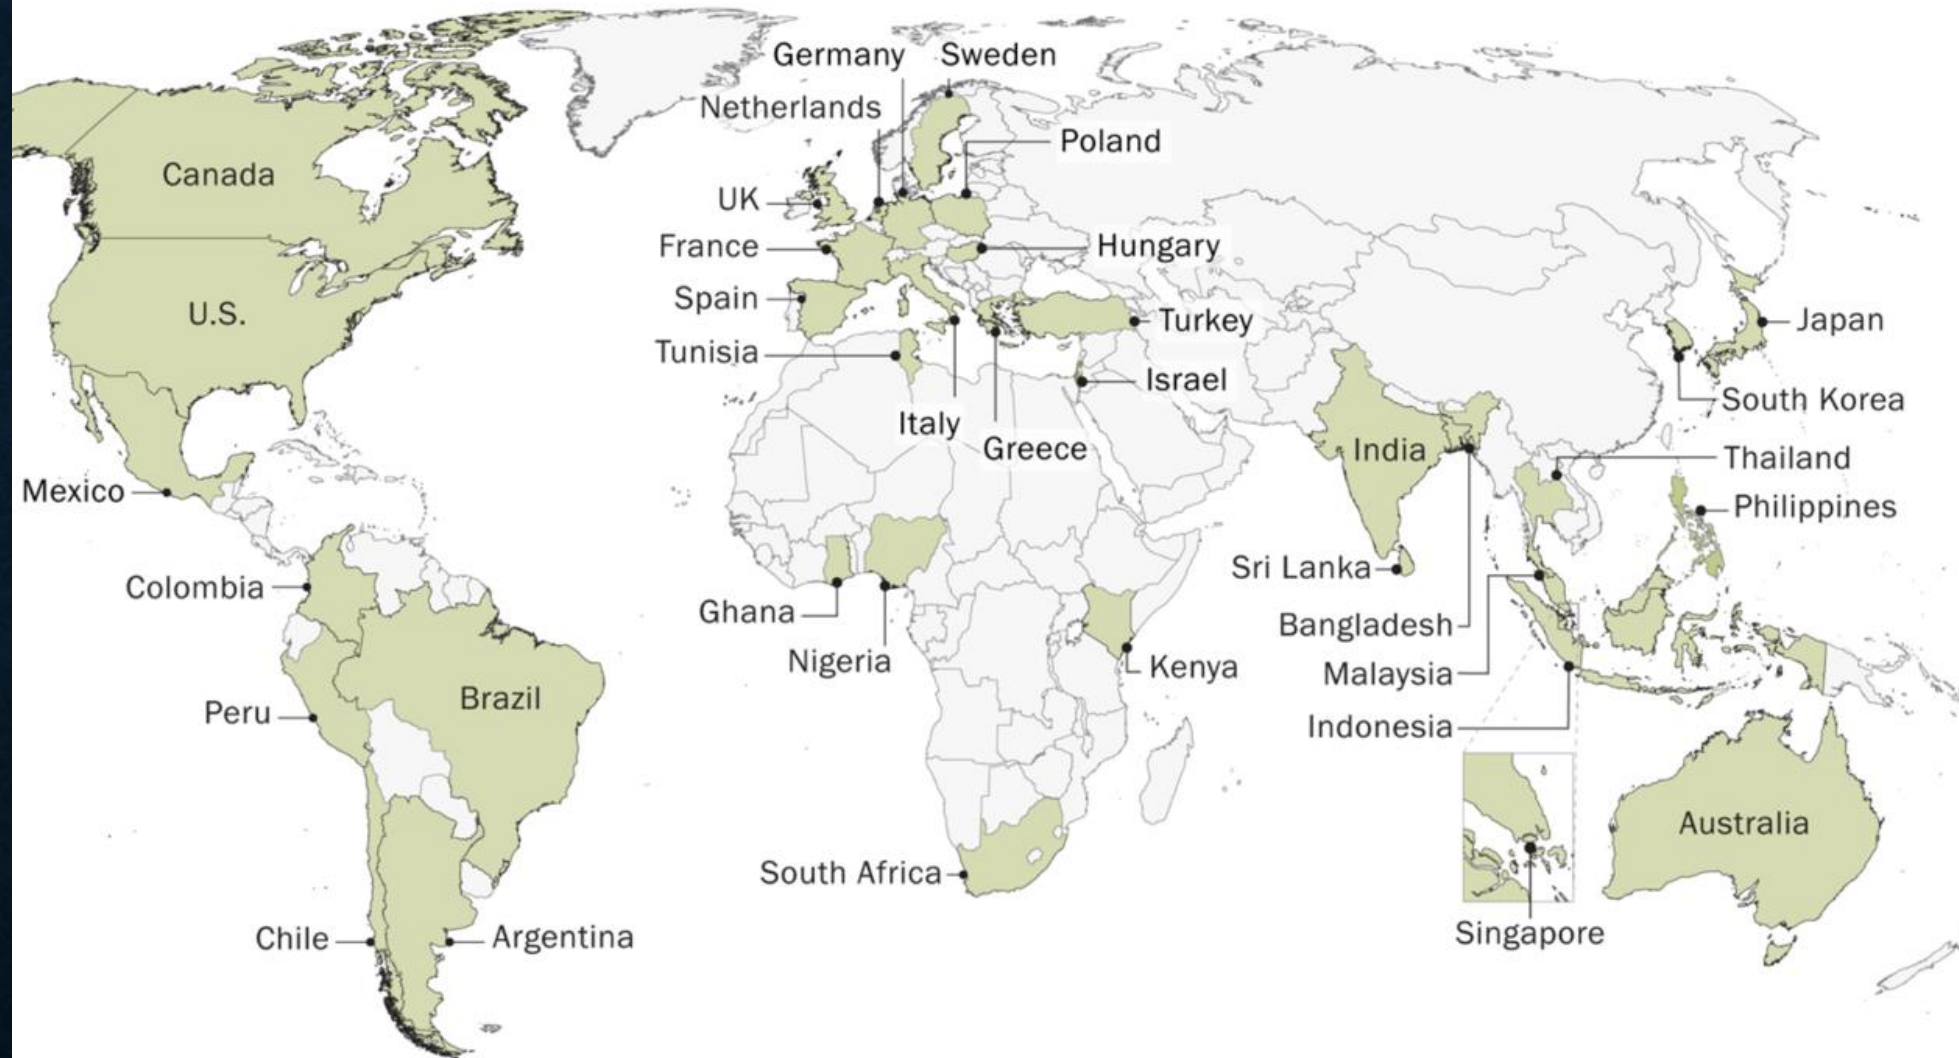 Germany
Sweden
Netherlands
Poland
Canada
UK
France
Hungary
Spain
U.S.
Turkey
Japan
Tunisia
Israel
South Korea
Italy
Greece
India
Thailand
Mexico
Philippines
Colombia
Sri Lanka
Ghana
Bangladesh
Nigeria
Kenya
Malaysia
Brazil
Peru
Indonesia
Australia
South Africa
Singapore
Chile
Argentina